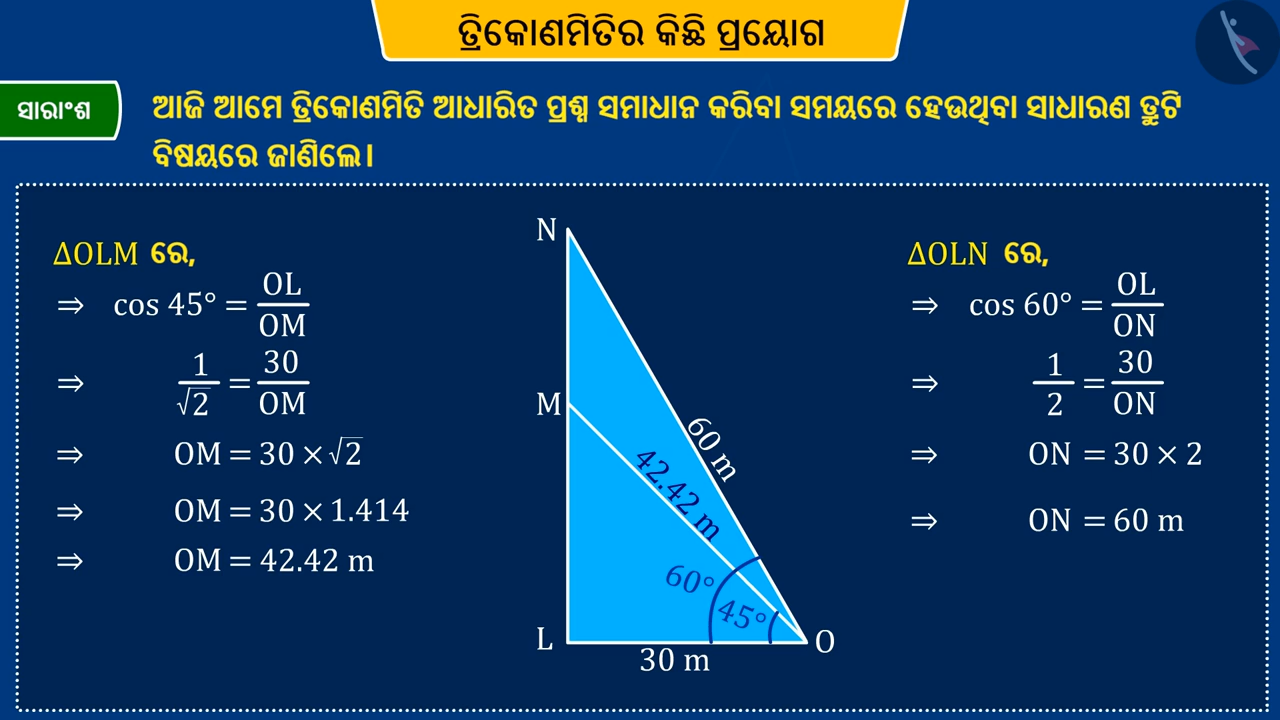 ତ୍ରିକୋଣମିତିର କିଛି ପ୍ରୟୋଗ
ସାରାଂଶ
ଆଜି ଆମେ ତ୍ରିକୋଣମିତି ଆଧାରିତ ପ୍ରଶ୍ନ ସମାଧାନ କରିବା ସମୟରେ ହେଉଥିବା ସାଧାରଣ ତ୍ରୁଟି
ବିଷୟରେ ଜାଣିଲେ।
ΔOLM ରେ,
⇒ cos 45° = OL/OM
⇒ 1/√2 = 30/OM
⇒ OM = 30 × √2
⇒ OM = 30 × 1.414
⇒ OM = 42.42 m
N
M
L
O
60 m
42.42 m
60°
45°
30 m
ΔOLN ରେ,
⇒ cos 60° = OL/ON
⇒ 1/2 = 30/ON
⇒ ON = 30 × 2
⇒ ON = 60 m